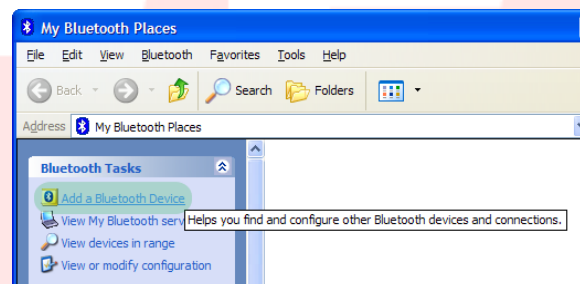 My Bluetooth Places
File Edit View Bluetooth Favorites Tools Help
Back Search Folders
Address My Bluetooth Places
Bluetooth Tasks
Add a Bluetooth Device
View My Bluetooth serv
Helps you find and configure other Bluetooth devices and connections.
View devices in range
View or modify configuration